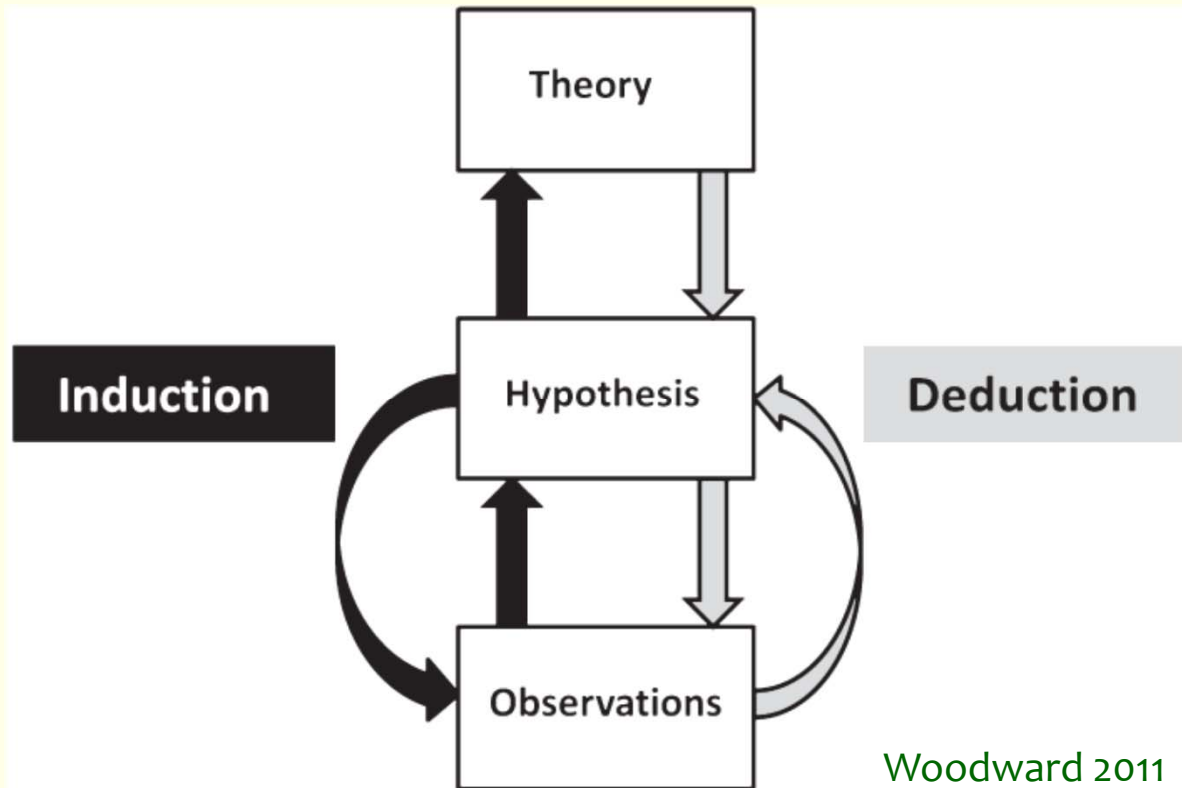 Theory
Induction
Hypothesis
Deduction
Observations
Woodward 2011